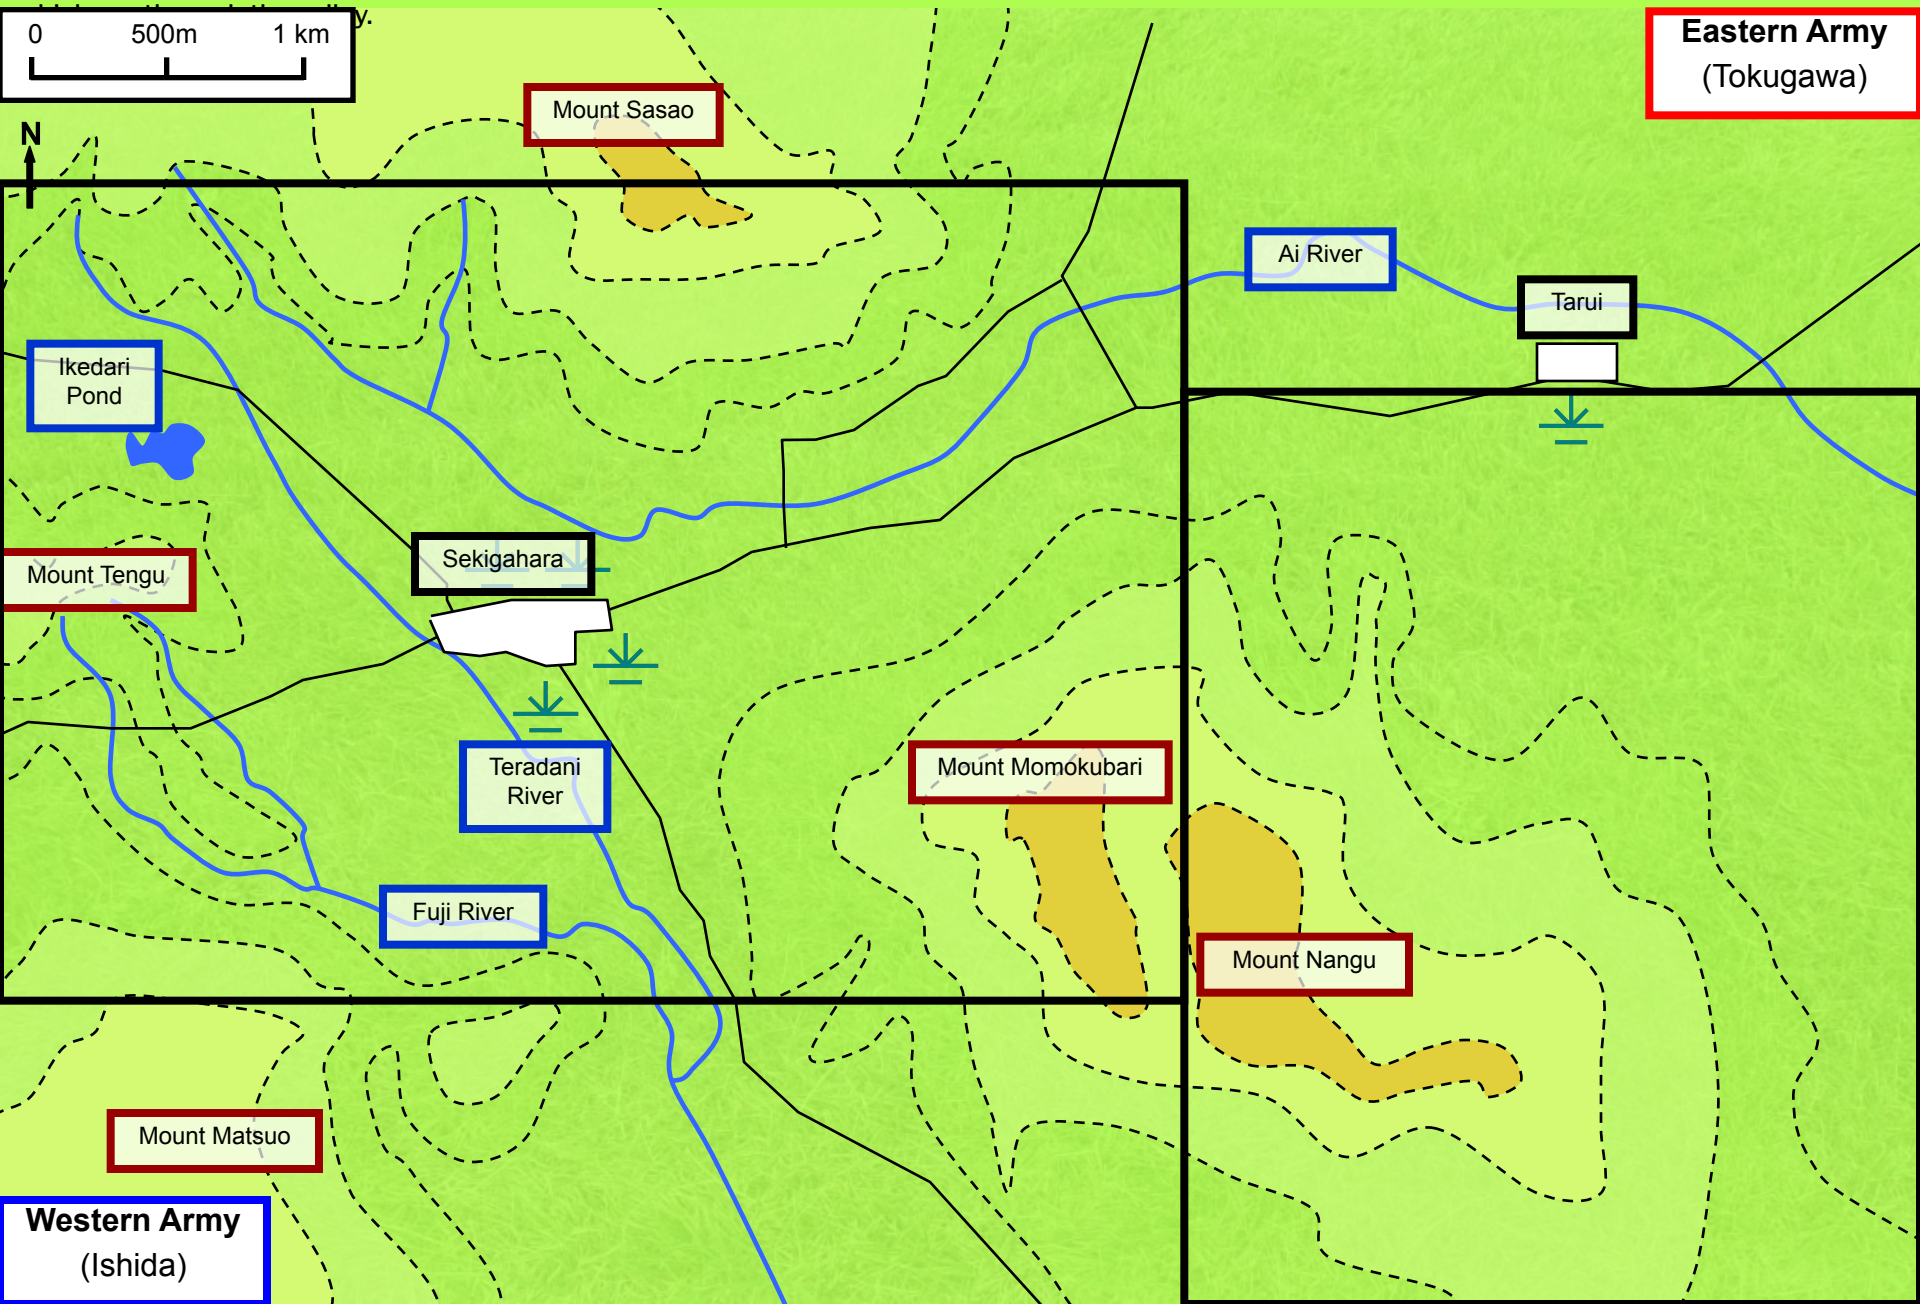 y.
0 500m 1 km
N
Eastern Army
(Tokugawa)
Mount Sasao
Ai River
Tarui
Ikedari
Pond
Sekigahara
Mount Tengu
Teradani
River
Mount Momokubari
Fuji River
Mount Nangu
Mount Matsuo
Western Army
(Ishida)